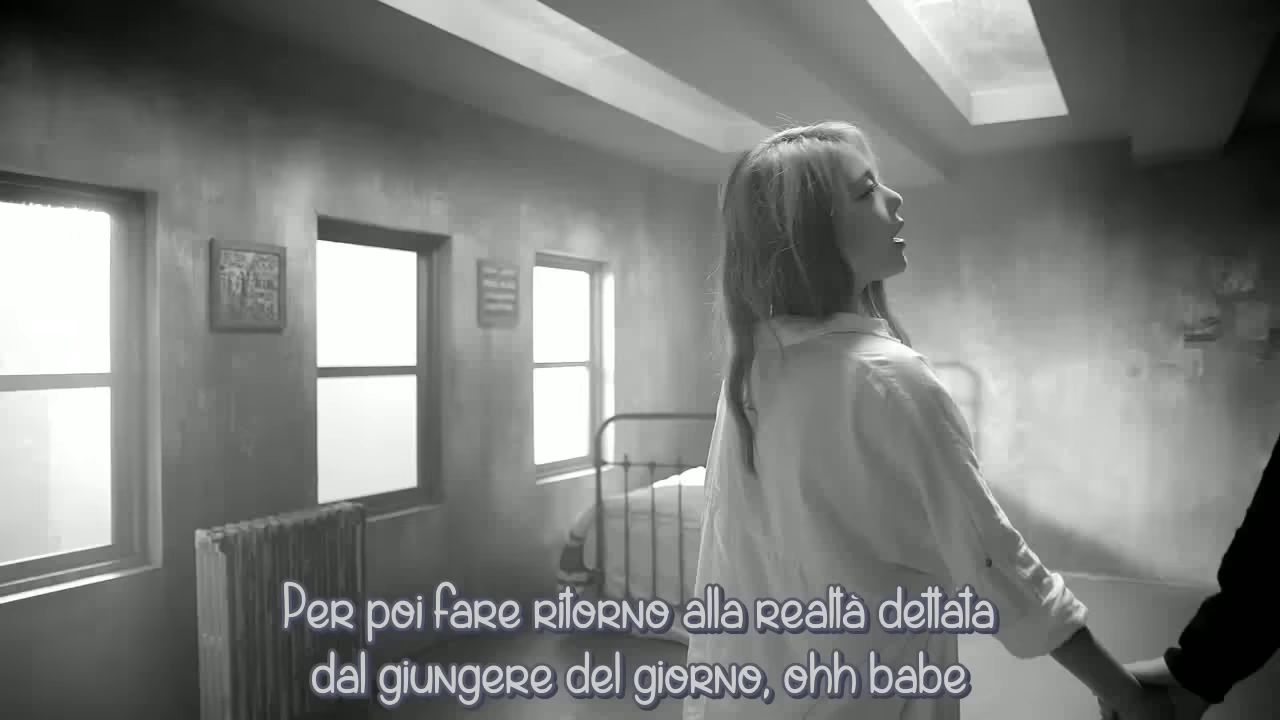 Per poi fare ritorno alla realtà dettata
dal giungere del giorno, ohh babe